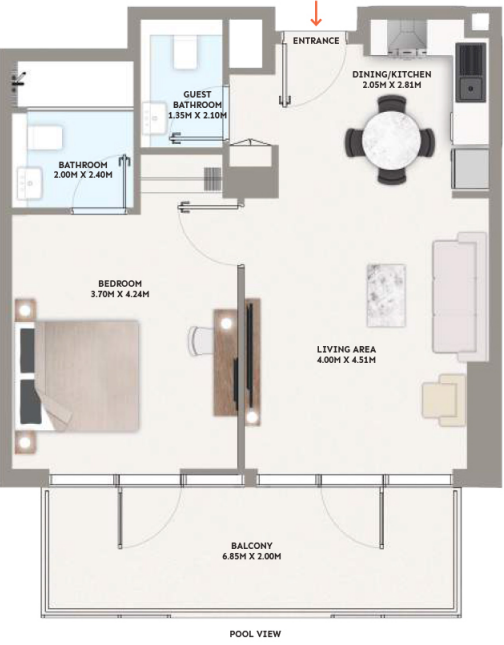 ENTRANCE
DINING/KITCHEN
2.05M X 2.81M
GUEST
BATHROOM
1.35M X 2.10M
BATHROOM
2.00M X 2.40M
BEDROOM
3.70M X 4.24M
LIVING AREA
4.00M X 4.51M
BALCONY
6.85M X 2.00M
POOL VIEW